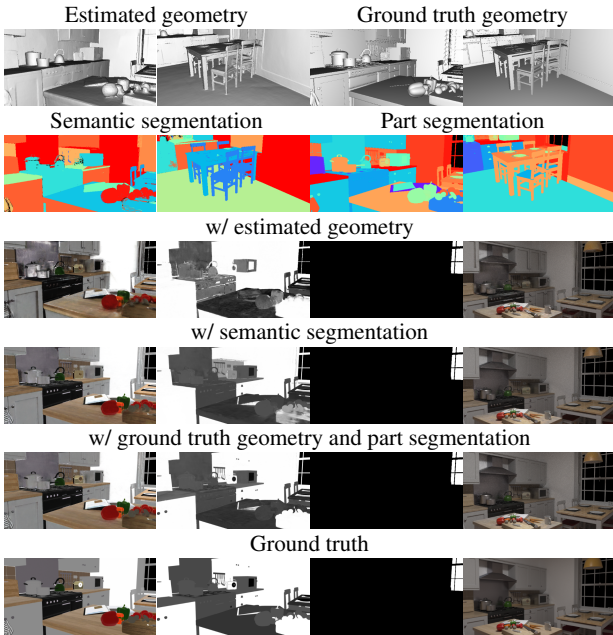 Estimated geometry Ground truth geometry
Semantic segmentation Part segmentation
w/ estimated geometry
w/ semantic segmentation
w/ ground truth geometry and part segmentation
Ground truth